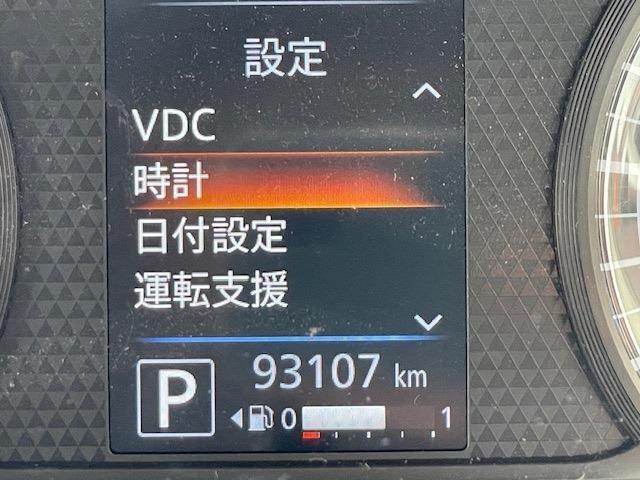 設定
VDC
時計
日付設定
運転支援
P 93107 km
0 1